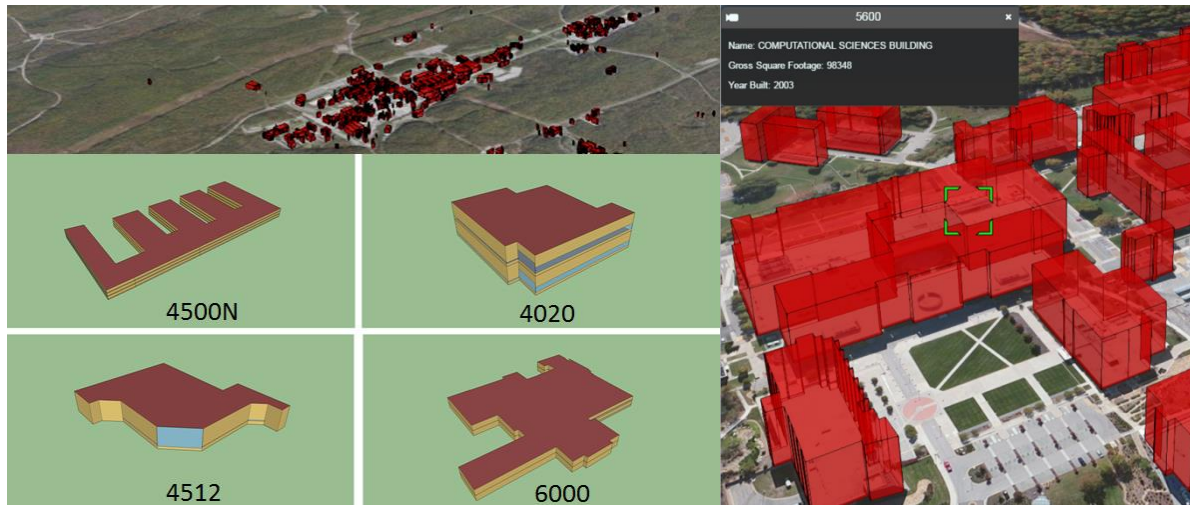 4500N
4020
4512
6000
5600 ×
Name: COMPUTATIONAL SCIENCES BUILDING
Gross Square Footage: 98348
Year Built: 2003